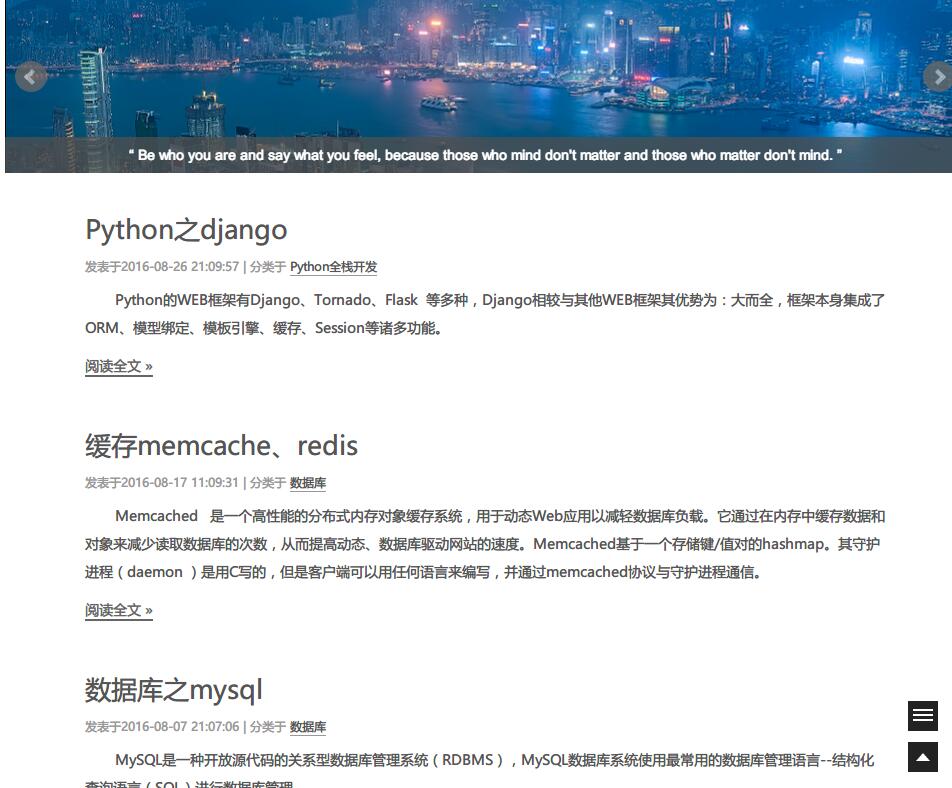 “ Be who you are and say what you feel, because those who mind don't matter and those who matter don't mind. ”
Python之django
发表于2016-08-26 21:09:57 | 分类于 Python全栈开发
Python的WEB框架有Django、Tornado、Flask 等多种，Django相较与其他WEB框架其优势为：大而全，框架本身集成了
ORM、模型绑定、模板引擎、缓存、Session等诸多功能。
阅读全文 »
缓存memcache、redis
发表于2016-08-17 11:09:31 | 分类于 数据库
Memcached 是一个高性能的分布式内存对象缓存系统，用于动态Web应用以减轻数据库负载。它通过在内存中缓存数据和
对象来减少读取数据库的次数，从而提高动态、数据库驱动网站的速度。Memcached基于一个存储键/值对的hashmap。其守护
进程（daemon ）是用C写的，但是客户端可以用任何语言来编写，并通过memcached协议与守护进程通信。
阅读全文 »
数据库之mysql
发表于2016-08-07 21:07:06 | 分类于 数据库
MySQL是一种开放源代码的关系型数据库管理系统（RDBMS），MySQL数据库系统使用最常用的数据库管理语言--结构化
查询语言（SQL）进行数据库管理